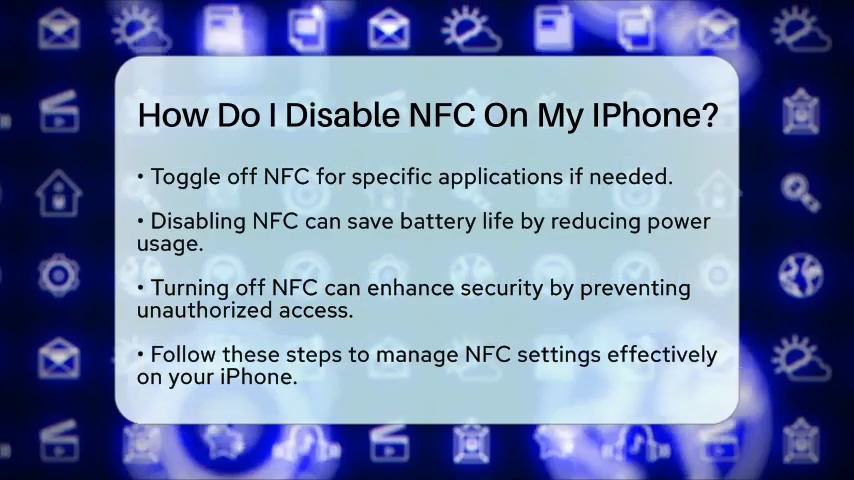 How Do I Disable NFC On My IPhone?
• Toggle off NFC for specific applications if needed.
• Disabling NFC can save battery life by reducing power
usage.
• Turning off NFC can enhance security by preventing
unauthorized access.
• Follow these steps to manage NFC settings effectively
on your iPhone.